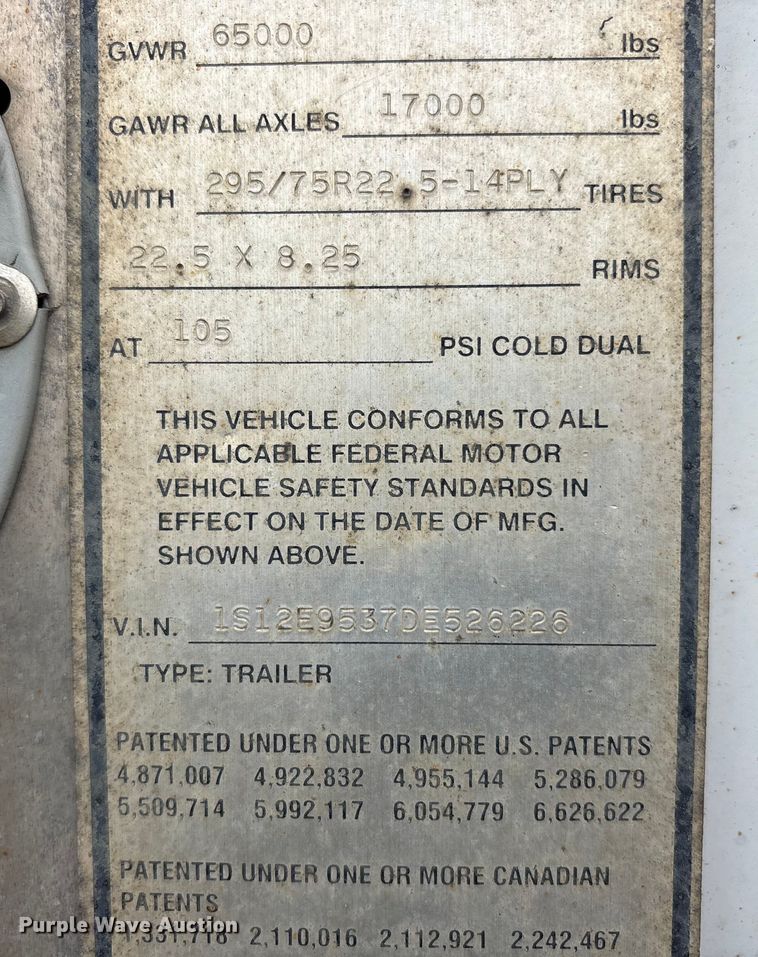 GVWR 65000 lbs
GAWR ALL AXLES 17000 lbs
WITH 295/75R22.5-14PLY TIRES
22.5 X 8.25 RIMS
AT 105 PSI COLD DUAL
THIS VEHICLE CONFORMS TO ALL
APPLICABLE FEDERAL MOTOR
VEHICLE SAFETY STANDARDS IN
EFFECT ON THE DATE OF MFG.
SHOWN ABOVE.
V.I.N. 1S12E9537DE526226
TYPE: TRAILER
PATENTED UNDER ONE OR MORE U.S. PATENTS
4,871,007 4,922,832 4,955,144 5,286,079
5,509,714 5,992,117 6,054,779 6,626,622
PATENTED UNDER ONE OR MORE CANADIAN
PATENTS
Purple Wave Auction
2,110,016 2,112,921 2,242,467